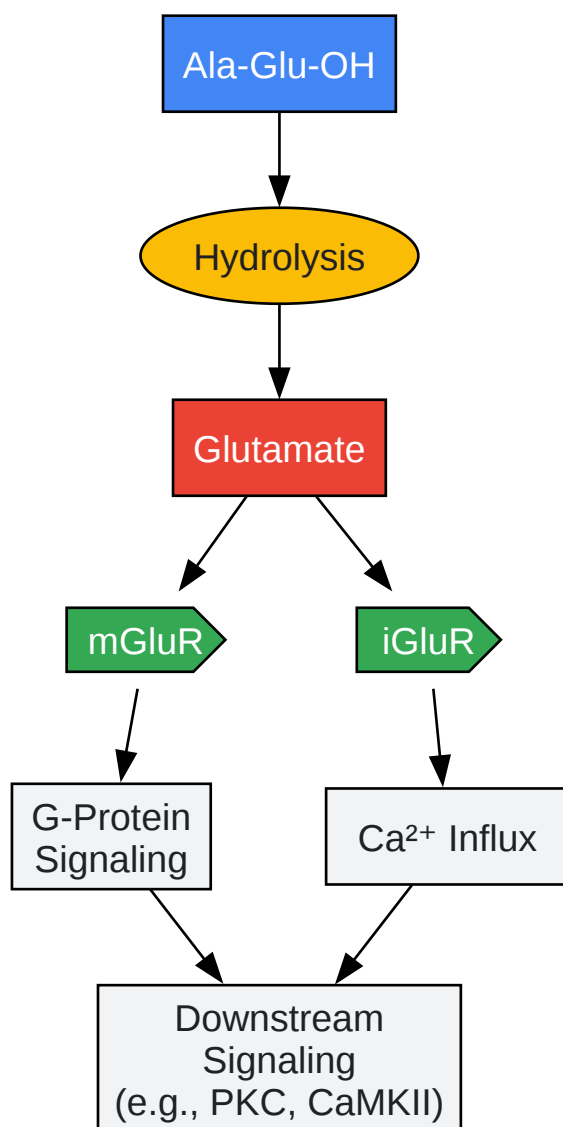 Ala-Glu-OH
Hydrolysis
Glutamate
mGluR
iGluR
G-Protein
Signaling
Ca²⁺ Influx
Downstream
Signaling
(e.g., PKC, CaMKII)